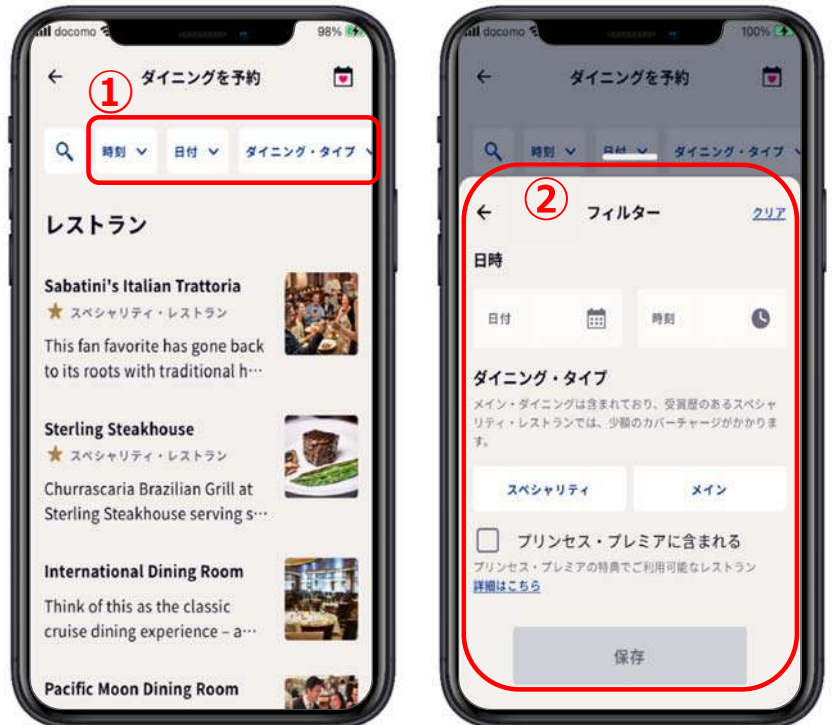 docomo
98%
ダイニングを予約
①
時刻
日付
ダイニング・タイプ
レストラン
Sabatini's Italian Trattoria
スペシャリティ・レストラン
This fan favorite has gone back
to its roots with traditional h…
Sterling Steakhouse
スペシャリティ・レストラン
Churrascaria Brazilian Grill at
Sterling Steakhouse serving s…
International Dining Room
Think of this as the classic
cruise dining experience – a…
Pacific Moon Dining Room
docomo
100%
ダイニングを予約
時刻
日付
ダイニング・タイプ
②
フィルター
クリア
日時
日付
時刻
ダイニング・タイプ
メイン・ダイニングは含まれており、受賞歴のあるスペシャ
リティ・レストランでは、少額のカバーチャージがかかりま
す。
スペシャリティ
メイン
プリンセス・プレミアに含まれる
プリンセス・プレミアの特典でご利用可能なレストラン
詳細はこちら
保存